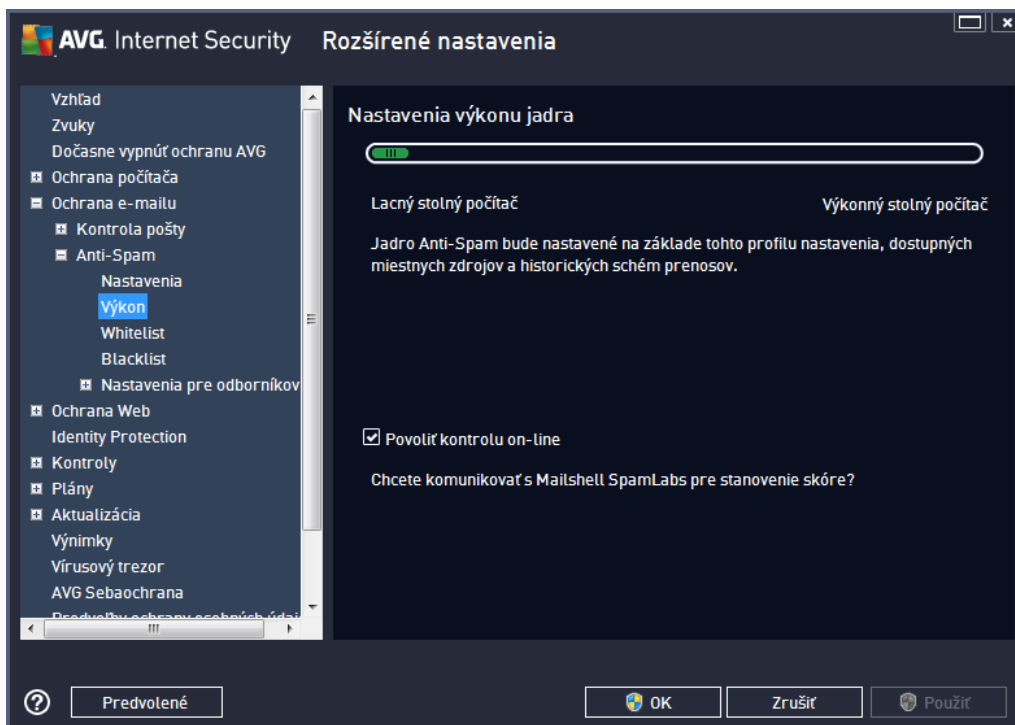 AVG. Internet Security Rozšírené nastavenia
Vzhľad
Zvuky
Dočasne vypnúť ochranu AVG
Ochrana počítača
Ochrana e-mailu
Kontrola pošty
Anti-Spam
Nastavenia
Výkon
Whitelist
Blacklist
Nastavenia pre odborníkov
Ochrana Web
Identity Protection
Kontroly
Plány
Aktualizácia
Výnimky
Vírusový trezor
AVG Sebaochrana
Predvoľby ochrany osobných údaj
Nastavenia výkonu jadra
Lacný stolný počítač
Výkonný stolný počítač
Jadro Anti-Spam bude nastavené na základe tohto profilu nastavenia, dostupných
miestnych zdrojov a historických schém prenosov.
Povoliť kontrolu on-line
Chcete komunikovať s Mailshell SpamLabs pre stanovenie skóre?
Predvolené
OK
Zrušiť
Použiť